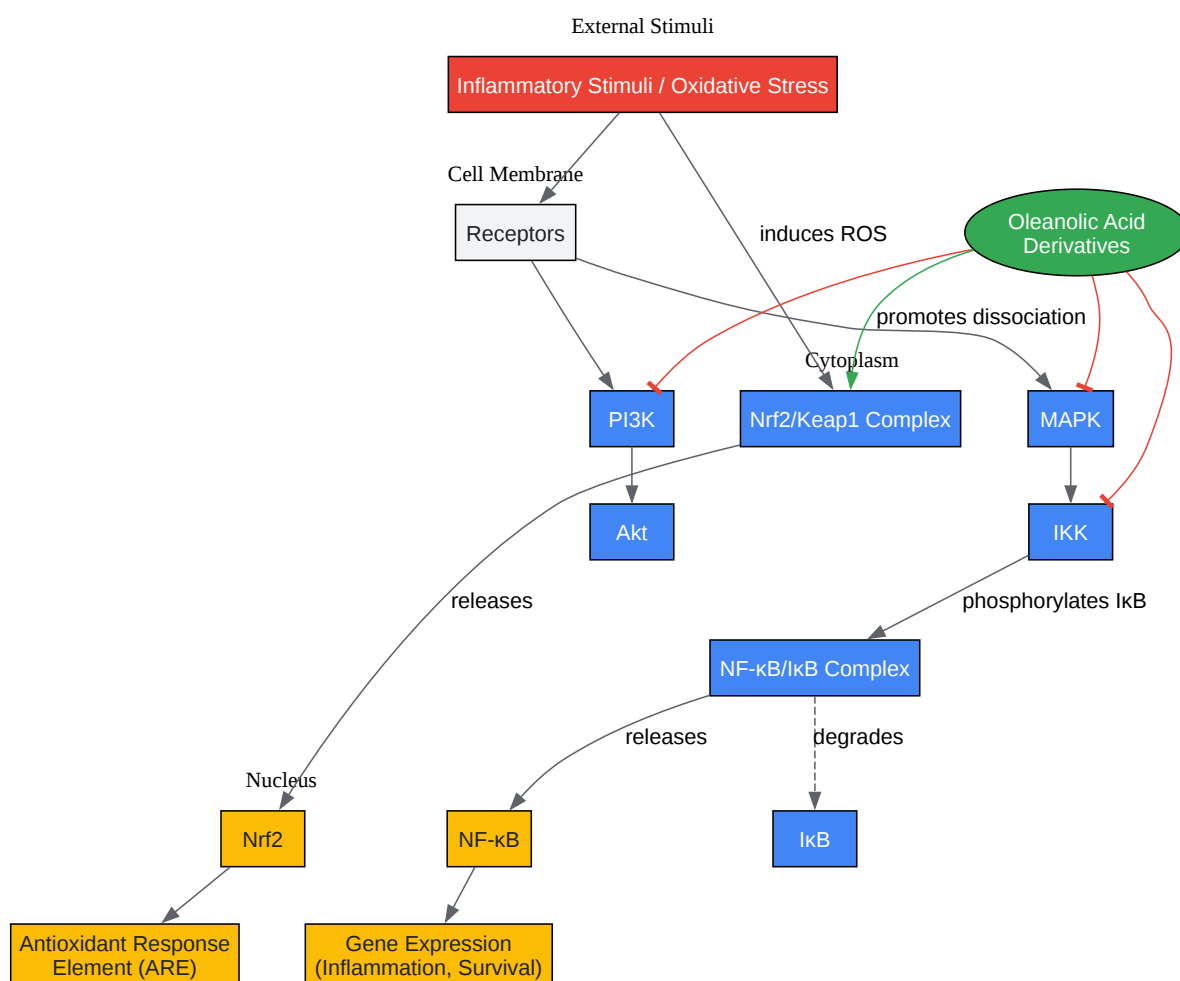 External Stimuli
Inflammatory Stimuli / Oxidative Stress
Cell Membrane
Receptors
induces ROS
Oleanolic Acid
Derivatives
promotes dissociation
Cytoplasm
PI3K
Nrf2/Keap1 Complex
MAPK
Akt
IKK
releases
phosphorylates IκB
NF-κB/IκB Complex
releases
degrades
Nucleus
Nrf2
NF-κB
IκB
Antioxidant Response
Element (ARE)
Gene Expression
(Inflammation, Survival)